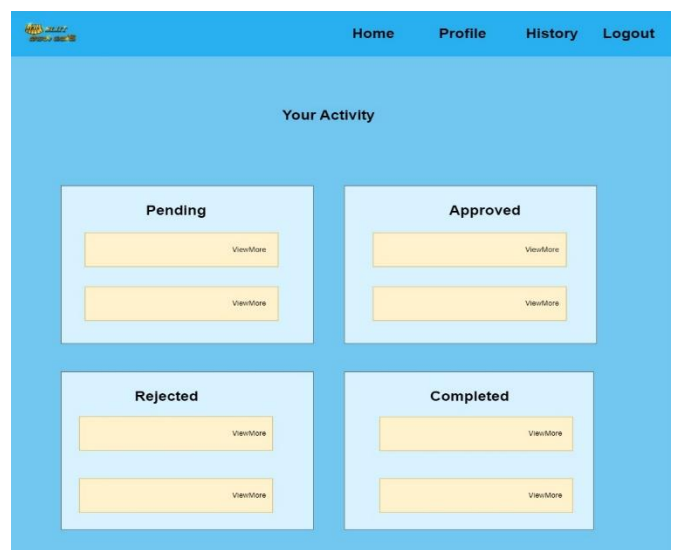 Home Profile History Logout
Your Activity
Pending
ViewMore
ViewMore
Approved
ViewMore
ViewMore
Rejected
ViewMore
ViewMore
Completed
ViewMore
ViewMore